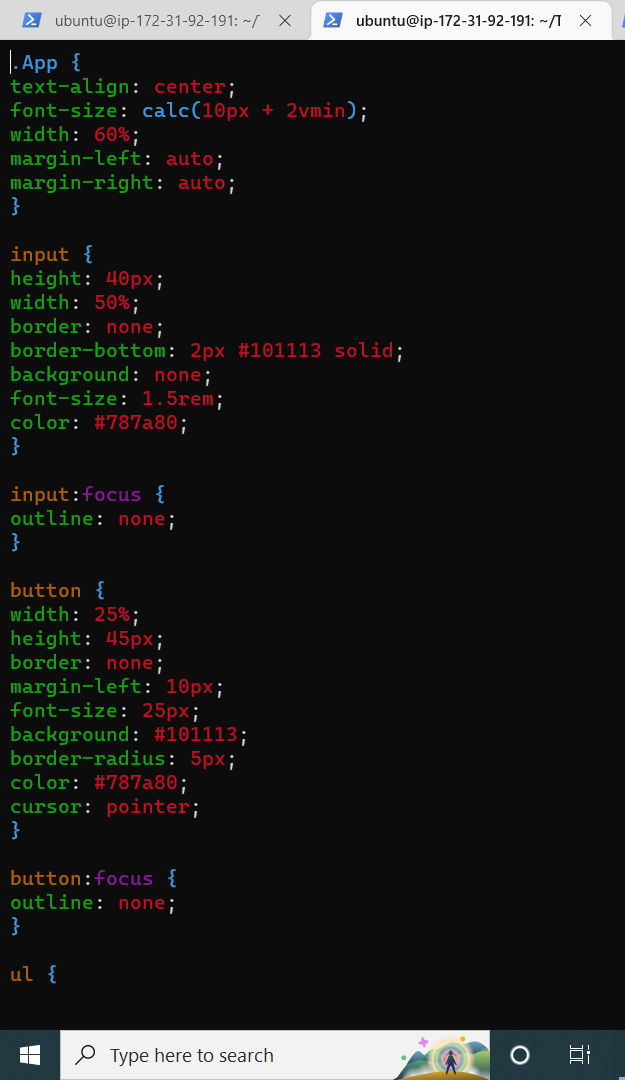 ubuntu@ip-172-31-92-191: ~/
ubuntu@ip-172-31-92-191: ~/T
.App {
text-align: center;
font-size: calc(10px + 2vmin);
width: 60%;
margin-left: auto;
margin-right: auto;
}
input {
height: 40px;
width: 50%;
border: none;
border-bottom: 2px #101113 solid;
background: none;
font-size: 1.5rem;
color: #787a80;
}
input:focus {
outline: none;
}
button {
width: 25%;
height: 45px;
border: none;
margin-left: 10px;
font-size: 25px;
background: #101113;
border-radius: 5px;
color: #787a80;
cursor: pointer;
}
button:focus {
outline: none;
}
ul {
Type here to search